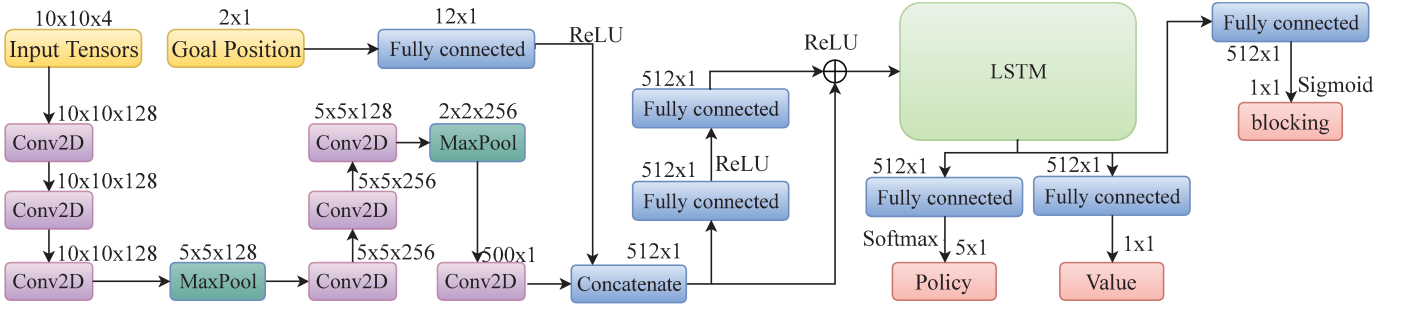 10x10x4
Input Tensors
2x1
Goal Position
12x1
Fully connected
ReLU
10x10x128
Conv2D
10x10x128
Conv2D
10x10x128
Conv2D
5x5x128
MaxPool
5x5x256
Conv2D
5x5x256
Conv2D
5x5x128
Conv2D
2x2x256
MaxPool
500x1
Conv2D
512x1
Concatenate
512x1
Fully connected
ReLU
512x1
Fully connected
ReLU
LSTM
512x1
Fully connected
Softmax
5x1
Policy
512x1
Fully connected
1x1
Value
Fully connected
512x1
1x1
Sigmoid
blocking